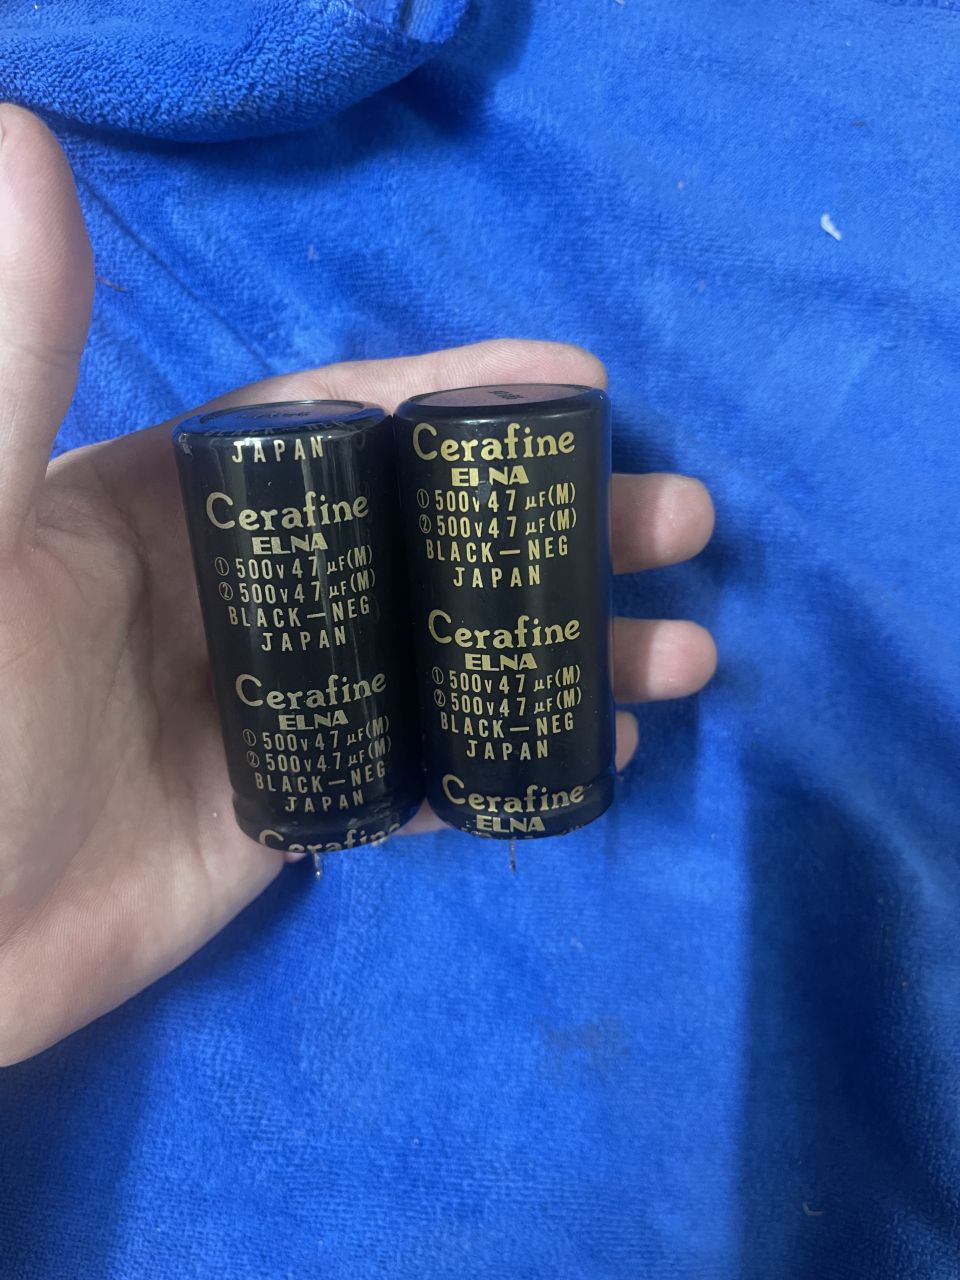 JAPAN
Cerafine
ELNA
① 500v 47 μF(M)
② 500v 47 μF(M)
BLACK—NEG
JAPAN
Cerafine
ELNA
① 500v 47 μF(M)
② 500v 47 μF(M)
BLACK—NEG
JAPAN
Cerafine
Cerafine
ELNA
① 500v 47 μF(M)
② 500v 47 μF(M)
BLACK—NEG
JAPAN
Cerafine
ELNA
① 500v 47 μF(M)
② 500v 47 μF(M)
BLACK—NEG
JAPAN
Cerafine
ELNA